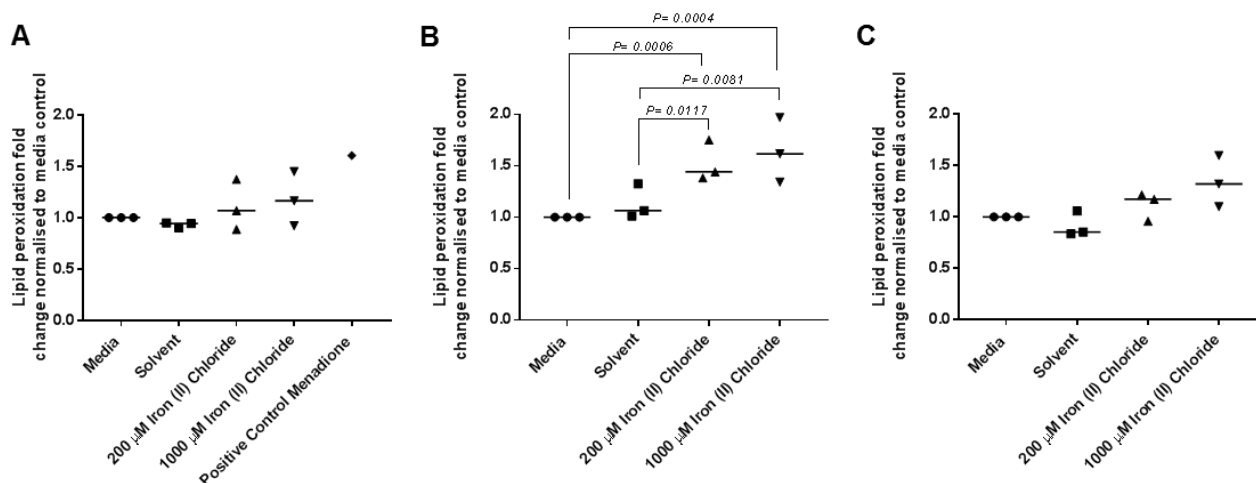 A
Lipid peroxidation fold
change normalised to media control
2.0
1.5
1.0
0.5
0.0
Media
Solvent
200 µM Iron (II) Chloride
1000 µM Iron (II) Chloride
Positive Control Menadione
B
P= 0.0004
P= 0.0006
P= 0.0081
P= 0.0117
Lipid peroxidation fold
change normalised to media control
2.0
1.5
1.0
0.5
0.0
Media
Solvent
200 µM Iron (II) Chloride
1000 µM Iron (II) Chloride
C
Lipid peroxidation fold
change normalised to media control
2.0
1.5
1.0
0.5
0.0
Media
Solvent
200 µM Iron (II) Chloride
1000 µM Iron (II) Chloride